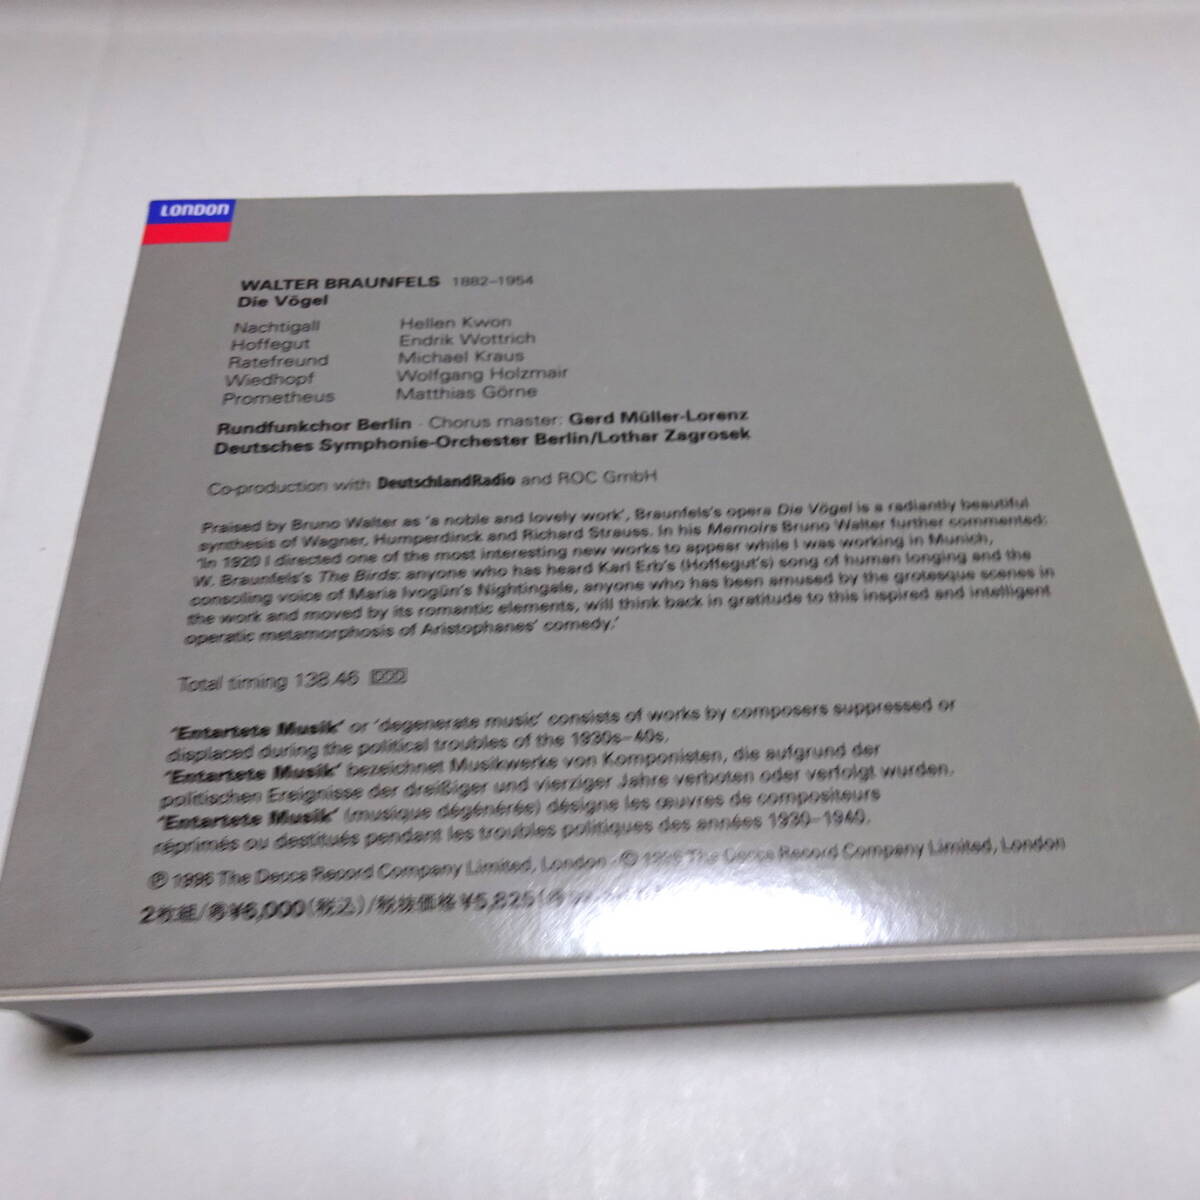 LONDON
WALTER BRAUNFELS 1882–1954
Die Vögel
Nachtigall Hellen Kwon
Hoffegut Endrik Wottrich
Ratefreund Michael Kraus
Wiedhopf Wolfgang Holzmair
Prometheus Matthias Görne
Rundfunkchor Berlin · Chorus master: Gerd Müller-Lorenz
Deutsches Symphonie-Orchester Berlin/Lothar Zagrosek
Co-production with DeutschlandRadio and ROC GmbH
Praised by Bruno Walter as ‘a noble and lovely work’, Braunfels's opera Die Vögel is a radiantly beautiful
synthesis of Wagner, Humperdinck and Richard Strauss. In his Memoirs Bruno Walter further commented:
‘In 1920 I directed one of the most interesting new works to appear while I was working in Munich,
W. Braunfels's The Birds: anyone who has heard Karl Erb's (Hoffegut's) song of human longing and the
consoling voice of Maria Ivogün's Nightingale, anyone who has been amused by the grotesque scenes in
the work and moved by its romantic elements, will think back in gratitude to this inspired and intelligent
operatic metamorphosis of Aristophanes' comedy.’
Total timing 138.46 DDD
‘Entartete Musik’ or ‘degenerate music’ consists of works by composers suppressed or
displaced during the political troubles of the 1930s–40s.
‘Entartete Musik’ bezeichnet Musikwerke von Komponisten, die aufgrund der
politischen Ereignisse der dreißiger und vierziger Jahre verboten oder verfolgt wurden.
‘Entartete Musik’ (musique dégénérée) désigne les œuvres de compositeurs
réprimés ou destitués pendant les troubles politiques des années 1930–1940.
℗ 1996 The Decca Record Company Limited, London · © 1996 The Decca Record Company Limited, London
2枚組/¥6,000(税込)/税抜価格¥5,825